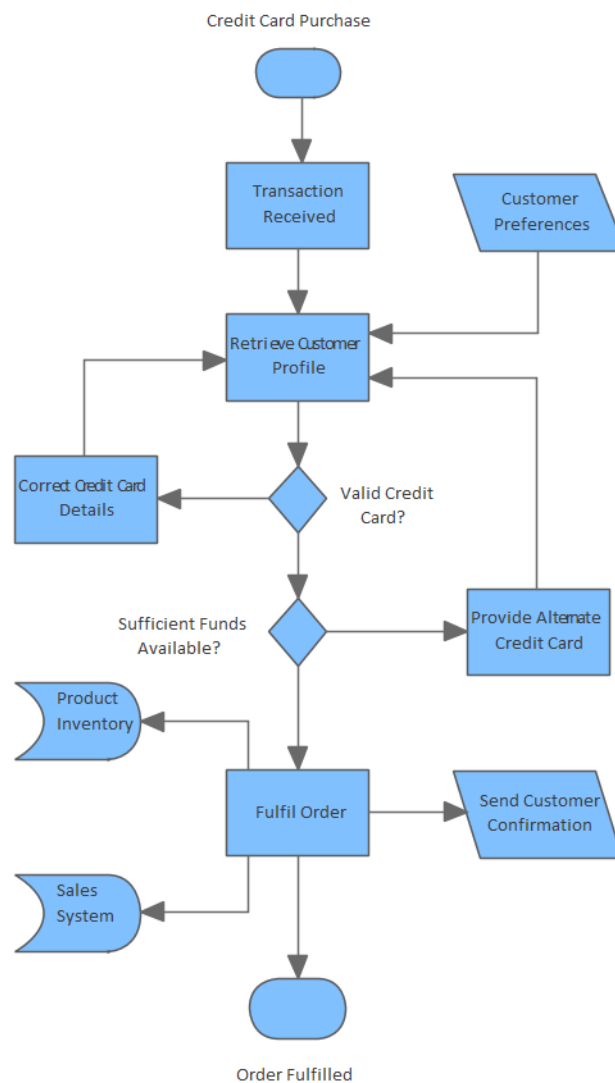 Credit Card Purchase
Transaction
Received
Customer
Preferences
Retrieve Customer
Profile
Correct Credit Card
Details
Valid Credit
Card?
Sufficient Funds
Available?
Provide Alternate
Credit Card
Product
Inventory
Fulfil Order
Send Customer
Confirmation
Sales
System
Order Fulfilled